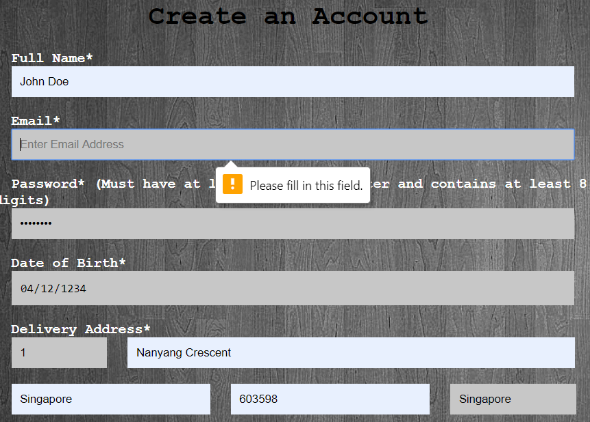 Create an Account
Full Name*
John Doe
Email*
Enter Email Address
Please fill in this field.
Password* (Must have at l ter and contains at least 8
digits)
••••••••
Date of Birth*
04/12/1234
Delivery Address*
1 Nanyang Crescent
Singapore 603598 Singapore